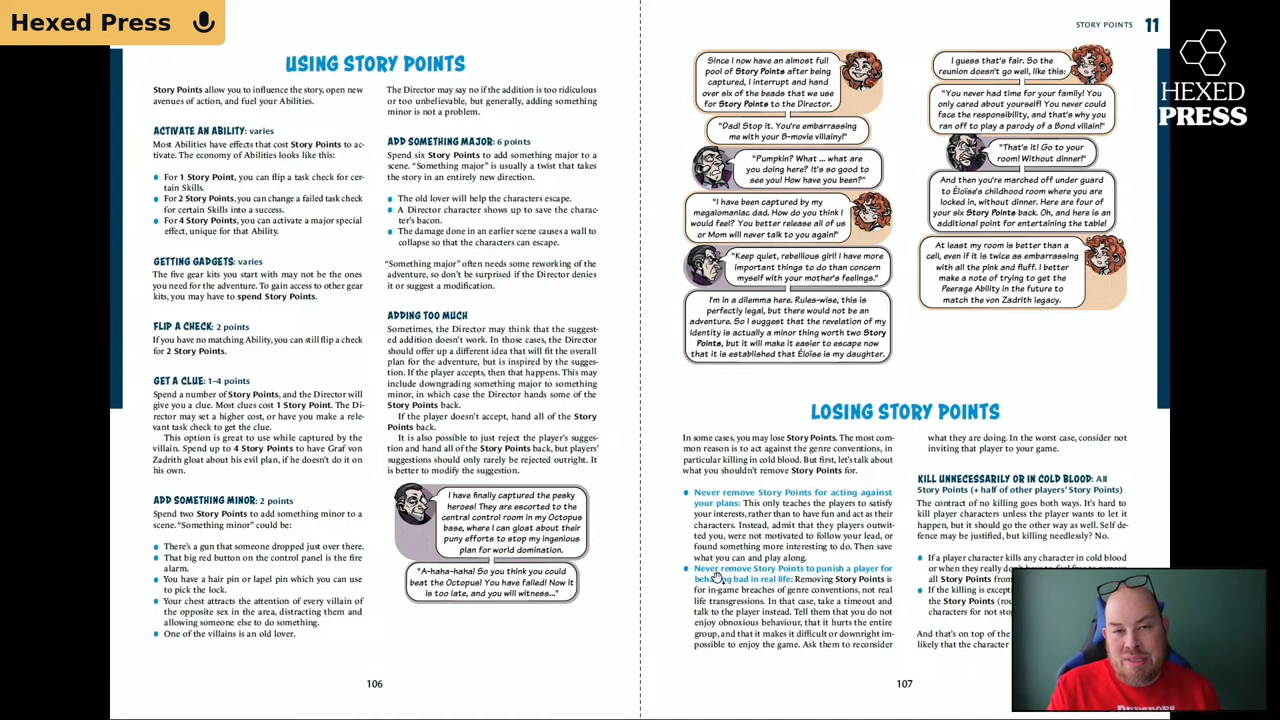 Hexed Press
STORY POINTS 11
HEXED
PRESS
USING STORY POINTS
Story Points allow you to influence the story, open new
avenues of action, and fuel your Abilities.
ACTIVATE AN ABILITY: varies
Most Abilities have effects that cost Story Points to ac-
tivate. The economy of Abilities looks like this:
For 1 Story Point, you can flip a task check for cer-
tain Skills.
For 2 Story Points, you can change a failed task check
for certain Skills into a success.
For 4 Story Points, you can activate a major special
effect, unique for that Ability.
GETTING GADGETS: varies
The five gear kits you start with may not be the ones
you need for the adventure. To gain access to other gear
kits, you may have to spend Story Points.
FLIP A CHECK: 2 points
If you have no matching Ability, you can still flip a check
for 2 Story Points.
GET A CLUE: 1–4 points
Spend a number of Story Points, and the Director will
give you a clue. Most clues cost 1 Story Point. The Di-
rector may set a higher cost, or have you make a rele-
vant task check to get the clue.
This option is great to use while captured by the
villain. Spend up to 4 Story Points to have Graf von
Zadrith gloat about his evil plan, if he doesn't do it on
his own.
ADD SOMETHING MINOR: 2 points
Spend two Story Points to add something minor to a
scene. "Something minor" could be:
There's a gun that someone dropped just over there.
That big red button on the control panel is the fire
alarm.
You have a hair pin or lapel pin which you can use
to pick the lock.
Your chest attracts the attention of every villain of
the opposite sex in the area, distracting them and
allowing someone else to do something.
One of the villains is an old lover.
The Director may say no if the addition is too ridiculous
or too unbelievable, but generally, adding something
minor is not a problem.
ADD SOMETHING MAJOR: 6 points
Spend six Story Points to add something major to a
scene. "Something major" is usually a twist that takes
the story in an entirely new direction.
The old lover will help the characters escape.
A Director character shows up to save the charac-
ter's bacon.
The damage done in an earlier scene causes a wall to
collapse so that the characters can escape.
"Something major" often needs some reworking of the
adventure, so don't be surprised if the Director denies
it or suggest a modification.
ADDING TOO MUCH
Sometimes, the Director may think that the suggest-
ed addition doesn't work. In those cases, the Director
should offer up a different idea that will fit the overall
plan for the adventure, but is inspired by the sugges-
tion. If the player accepts, then that happens. This may
include downgrading something major to something
minor, in which case the Director hands some of the
Story Points back.
If the player doesn't accept, hand all of the Story
Points back.
It is also possible to just reject the player's sugges-
tion and hand all of the Story Points back, but players'
suggestions should only rarely be rejected outright. It
is better to modify the suggestion.
I have finally captured the pesky
heroes! They are escorted to the
central control room in my Octopus
base, where I can gloat about their
puny efforts to stop my ingenious
plan for world domination.
"A-haha-haha! So you think you could
beat the Octopus! You have failed! Now it
is too late, and you will witness..."
106
Since I now have an almost full
pool of Story Points after being
captured, I interrupt and hand
over six of the beads that we use
for Story Points to the Director.
"Dad! Stop it. You're embarrassing
me with your B-movie villainy!"
"Pumpkin? What ... what are
you doing here? It's so good to
see you! How have you been?"
"I have been captured by my
megalomaniac dad. How do you think I
would feel? You better release all of us
or Mom will never talk to you again!"
"Keep quiet, rebellious girl! I have more
important things to do than concern
myself with your mother's feelings."
I'm in a dilemma here. Rules-wise, this is
perfectly legal, but there would not be an
adventure. So I suggest that the revelation of my
identity is actually a minor thing worth two Story
Points, but it will make it easier to escape now
that it is established that Éloïse is my daughter.
I guess that's fair. So the
reunion doesn't go well, like this:
"You never had time for your family! You
only cared about yourself! You never could
face the responsibility, and that's why you
ran off to play a parody of a Bond villain!"
"That's it! Go to your
room! Without dinner!"
And then you're marched off under guard
to Éloïse's childhood room where you are
locked in, without dinner. Here are four of
your six Story Points back. Oh, and here is an
additional point for entertaining the table!
At least my room is better than a
cell, even if it is twice as embarrassing
with all the pink and fluff. I better
make a note of trying to get the
Peerage Ability in the future to
match the von Zadrith legacy.
LOSING STORY POINTS
In some cases, you may lose Story Points. The most com-
mon reason is to act against the genre conventions, in
particular killing in cold blood. But first, let's talk about
what you shouldn't remove Story Points for.
Never remove Story Points for acting against
your plans: This only teaches the players to satisfy
your interests, rather than to have fun and act as their
characters. Instead, admit that they players outwit-
ted you, were not motivated to follow your lead, or
found something more interesting to do. Then save
what you can and play along.
Never remove Story Points to punish a player for
behaving bad in real life: Removing Story Points is
for in-game breaches of genre conventions, not real
life transgressions. In that case, take a timeout and
talk to the player instead. Tell them that you do not
enjoy obnoxious behaviour, that it hurts the entire
group, and that it makes it difficult or downright im-
possible to enjoy the game. Ask them to reconsider
what they are doing. In the worst case, consider not
inviting that player to your game.
KILL UNNECESSARILY OR IN COLD BLOOD: All
Story Points (+ half of other players' Story Points)
The contract of no killing goes both ways. It's hard to
kill player characters unless the player wants to let it
happen, but it should go the other way as well. Self de-
fence may be justified, but killing needlessly? No.
If a player character kills any character in cold blood
or when they really don't
all Story Points from
If the killing is except
the Story Points (rou
characters for not stop
And that's on top of the
likely that the character
107